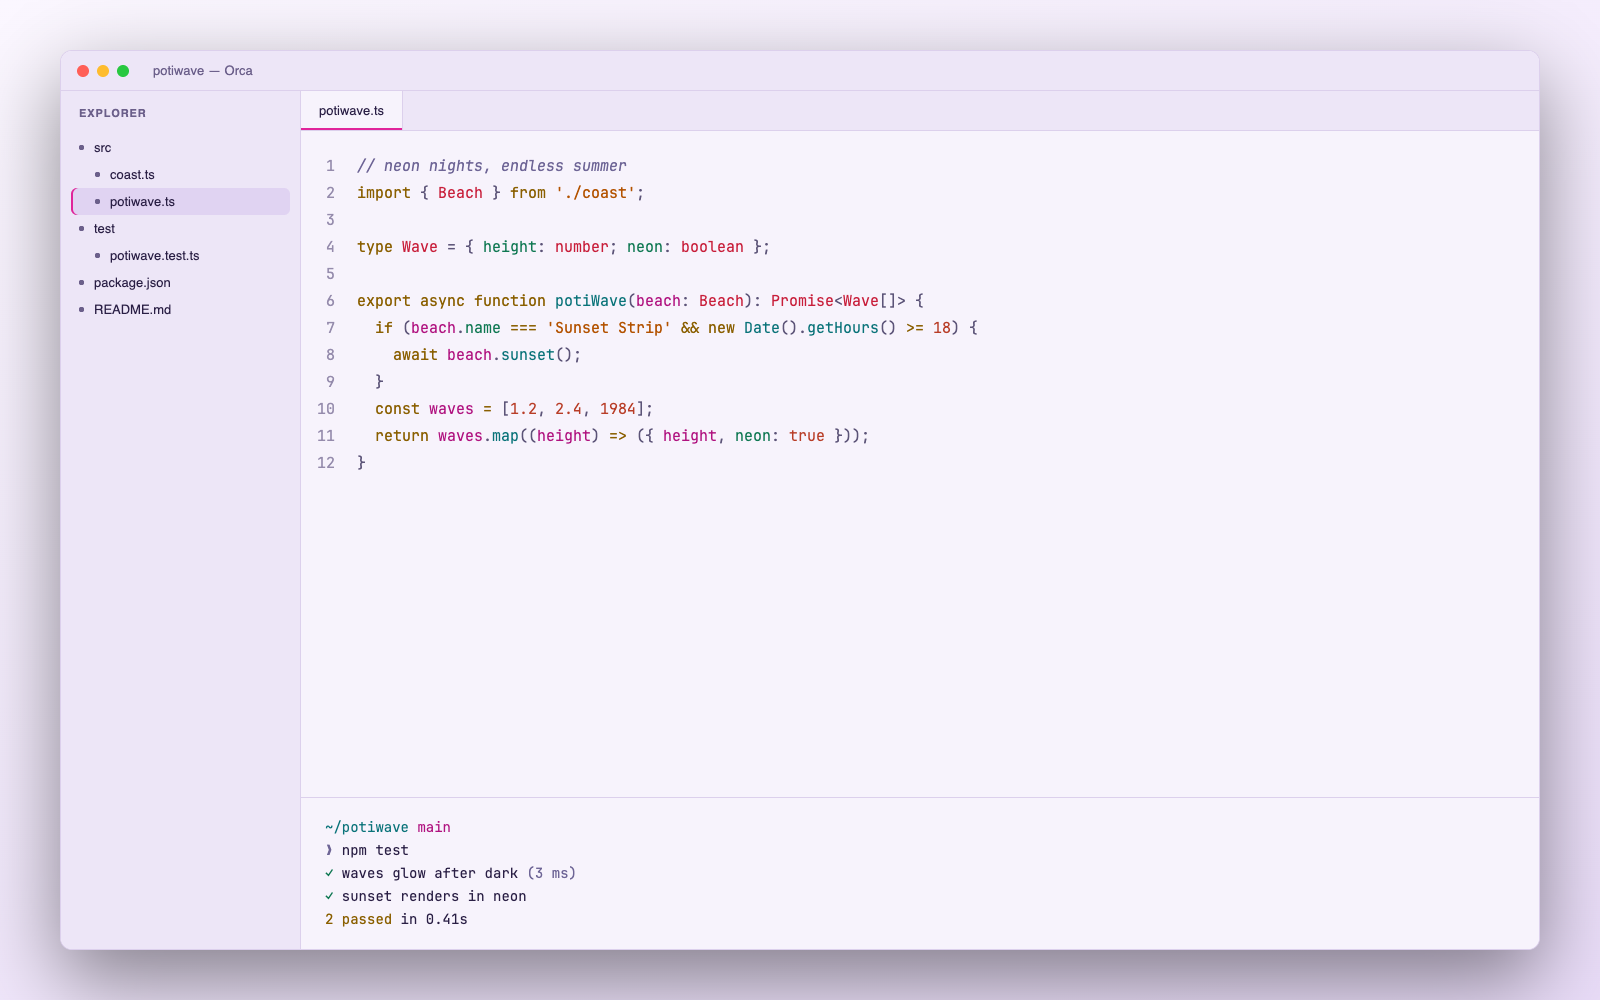 potiwave — Orca
EXPLORER
src
coast.ts
potiwave.ts
test
potiwave.test.ts
package.json
README.md
potiwave.ts
1 // neon nights, endless summer
2 import { Beach } from './coast';
3
4 type Wave = { height: number; neon: boolean };
5
6 export async function potiWave(beach: Beach): Promise<Wave[]> {
7   if (beach.name === 'Sunset Strip' && new Date().getHours() >= 18) {
8     await beach.sunset();
9   }
10   const waves = [1.2, 2.4, 1984];
11   return waves.map((height) => ({ height, neon: true }));
12 }
~/potiwave main
❯ npm test
✓ waves glow after dark (3 ms)
✓ sunset renders in neon
2 passed in 0.41s